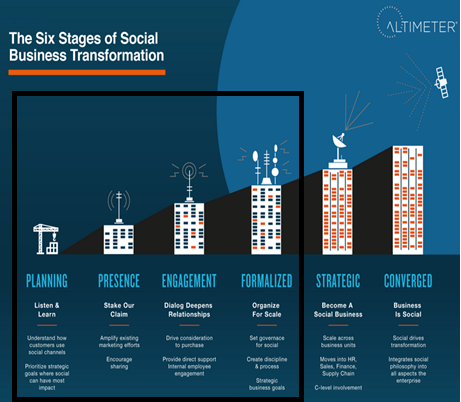 The Six Stages of Social
Business Transformation
ALTIMETER®
PLANNING
Listen &
Learn
Understand how
customers use
social channels
Prioritize strategic
goals where social
can have most
impact
PRESENCE
Stake Our
Claim
Amplify existing
marketing efforts
Encourage
sharing
ENGAGEMENT
Dialog Deepens
Relationships
Drive consideration
to purchase
Provide direct support
Internal employee
engagement
FORMALIZED
Organize
For Scale
Set governace
for social
Create discipline
& process
Strategic
business goals
STRATEGIC
Become A
Social Business
Scale across
business units
Moves into HR,
Sales, Finance,
Supply Chain
C-level involvement
CONVERGED
Business
Is Social
Social drives
transformation
Integrates social
philosophy into
all aspects the
enterprise